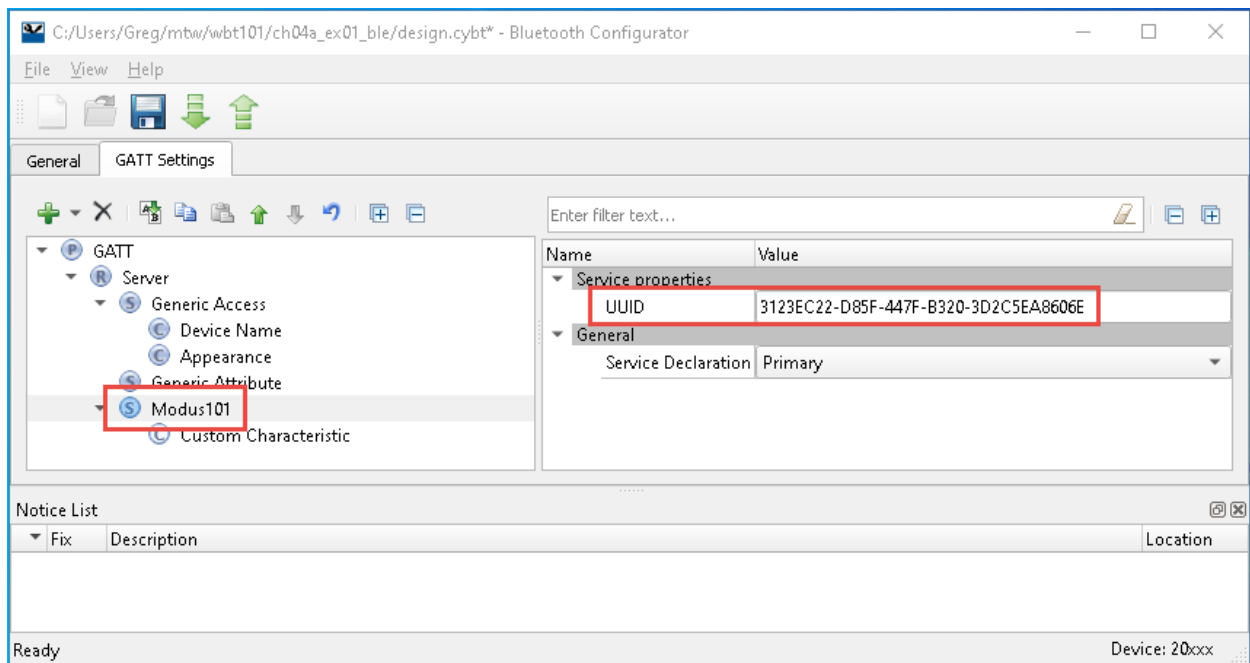 C:/Users/Greg/mtw/wbt101/ch04a_ex01_ble/design.cybt* - Bluetooth Configurator
File View Help
General GATT Settings
Enter filter text...
P GATT
R Server
S Generic Access
C Device Name
C Appearance
S Generic Attribute
S Modus101
C Custom Characteristic
Name Value
Service properties
UUID 3123EC22-D85F-447F-B320-3D2C5EA8606E
General
Service Declaration Primary
Notice List
Fix Description Location
Ready Device: 20xxx